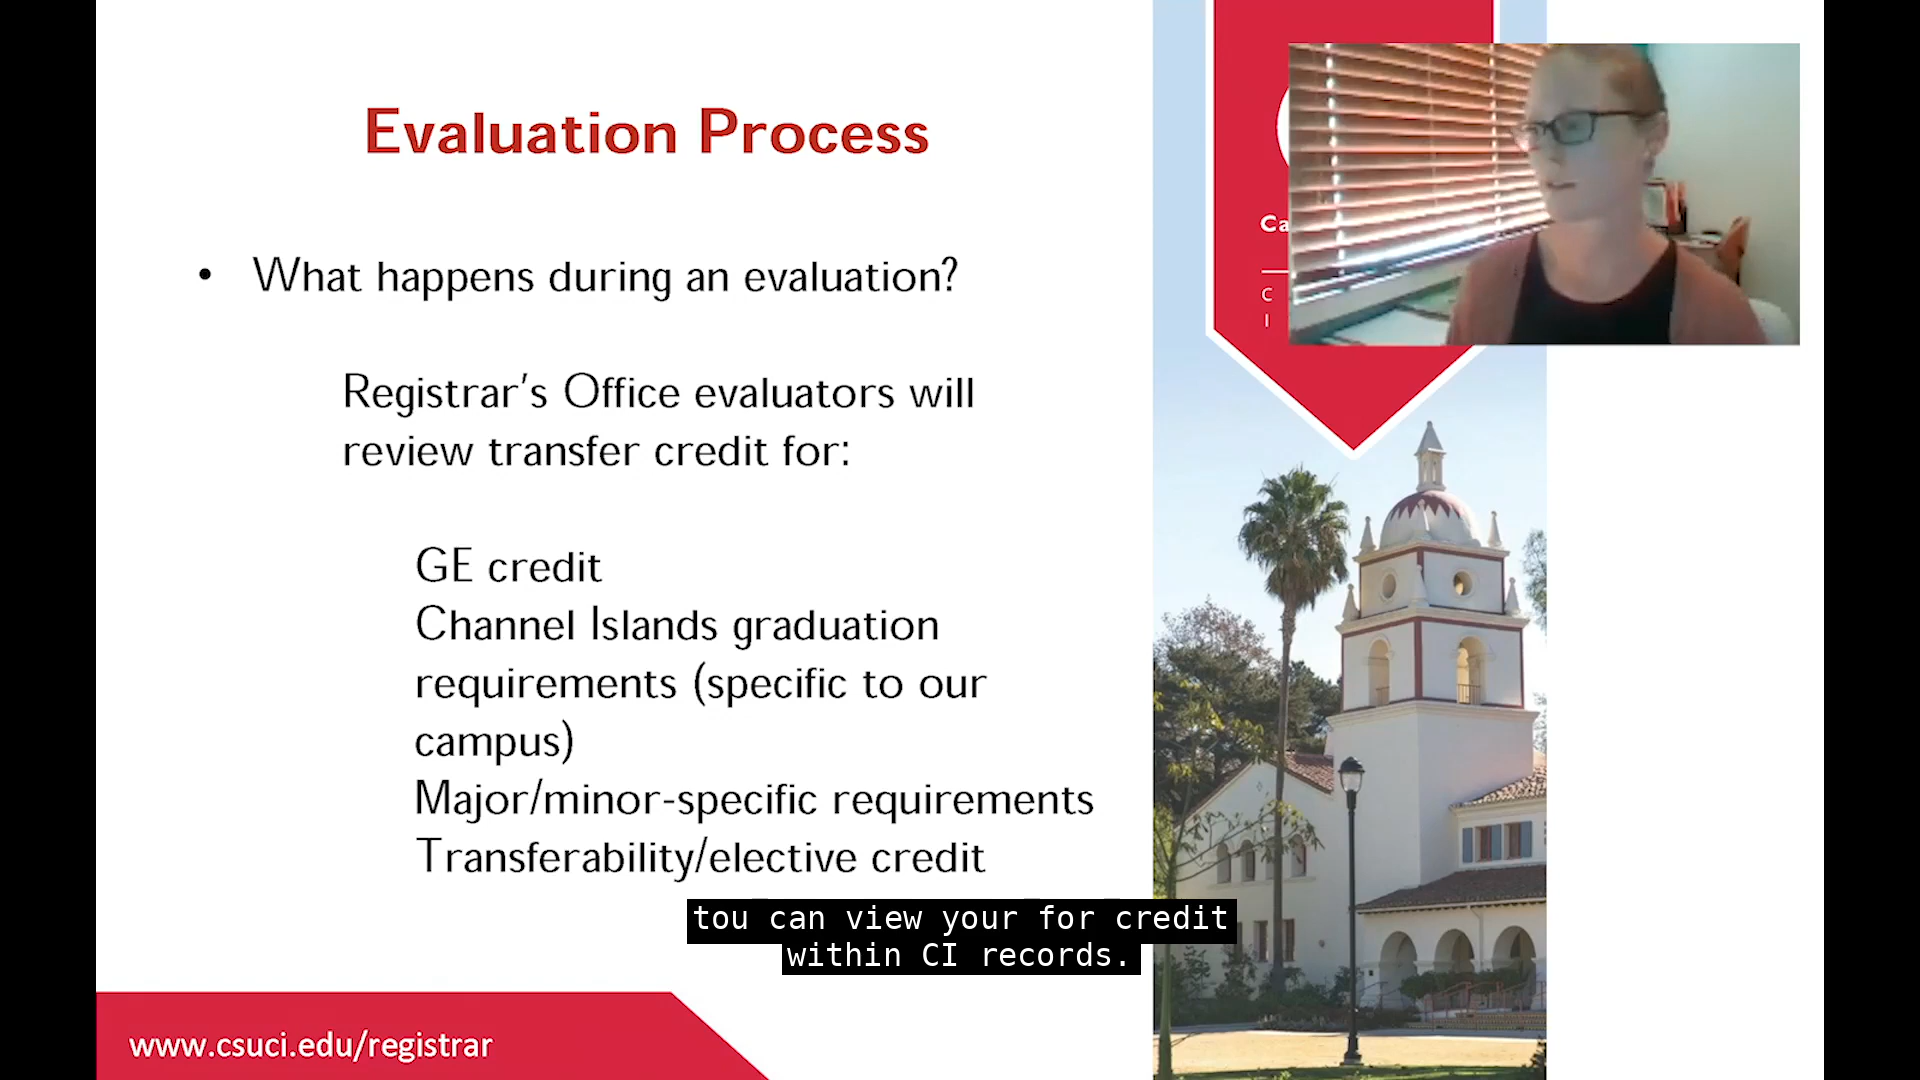 Evaluation Process
• What happens during an evaluation?
Registrar's Office evaluators will
review transfer credit for:
GE credit
Channel Islands graduation
requirements (specific to our
campus)
Major/minor-specific requirements
Transferability/elective credit
Ca
C
I
tou can view your for credit
within CI records.
www.csuci.edu/registrar